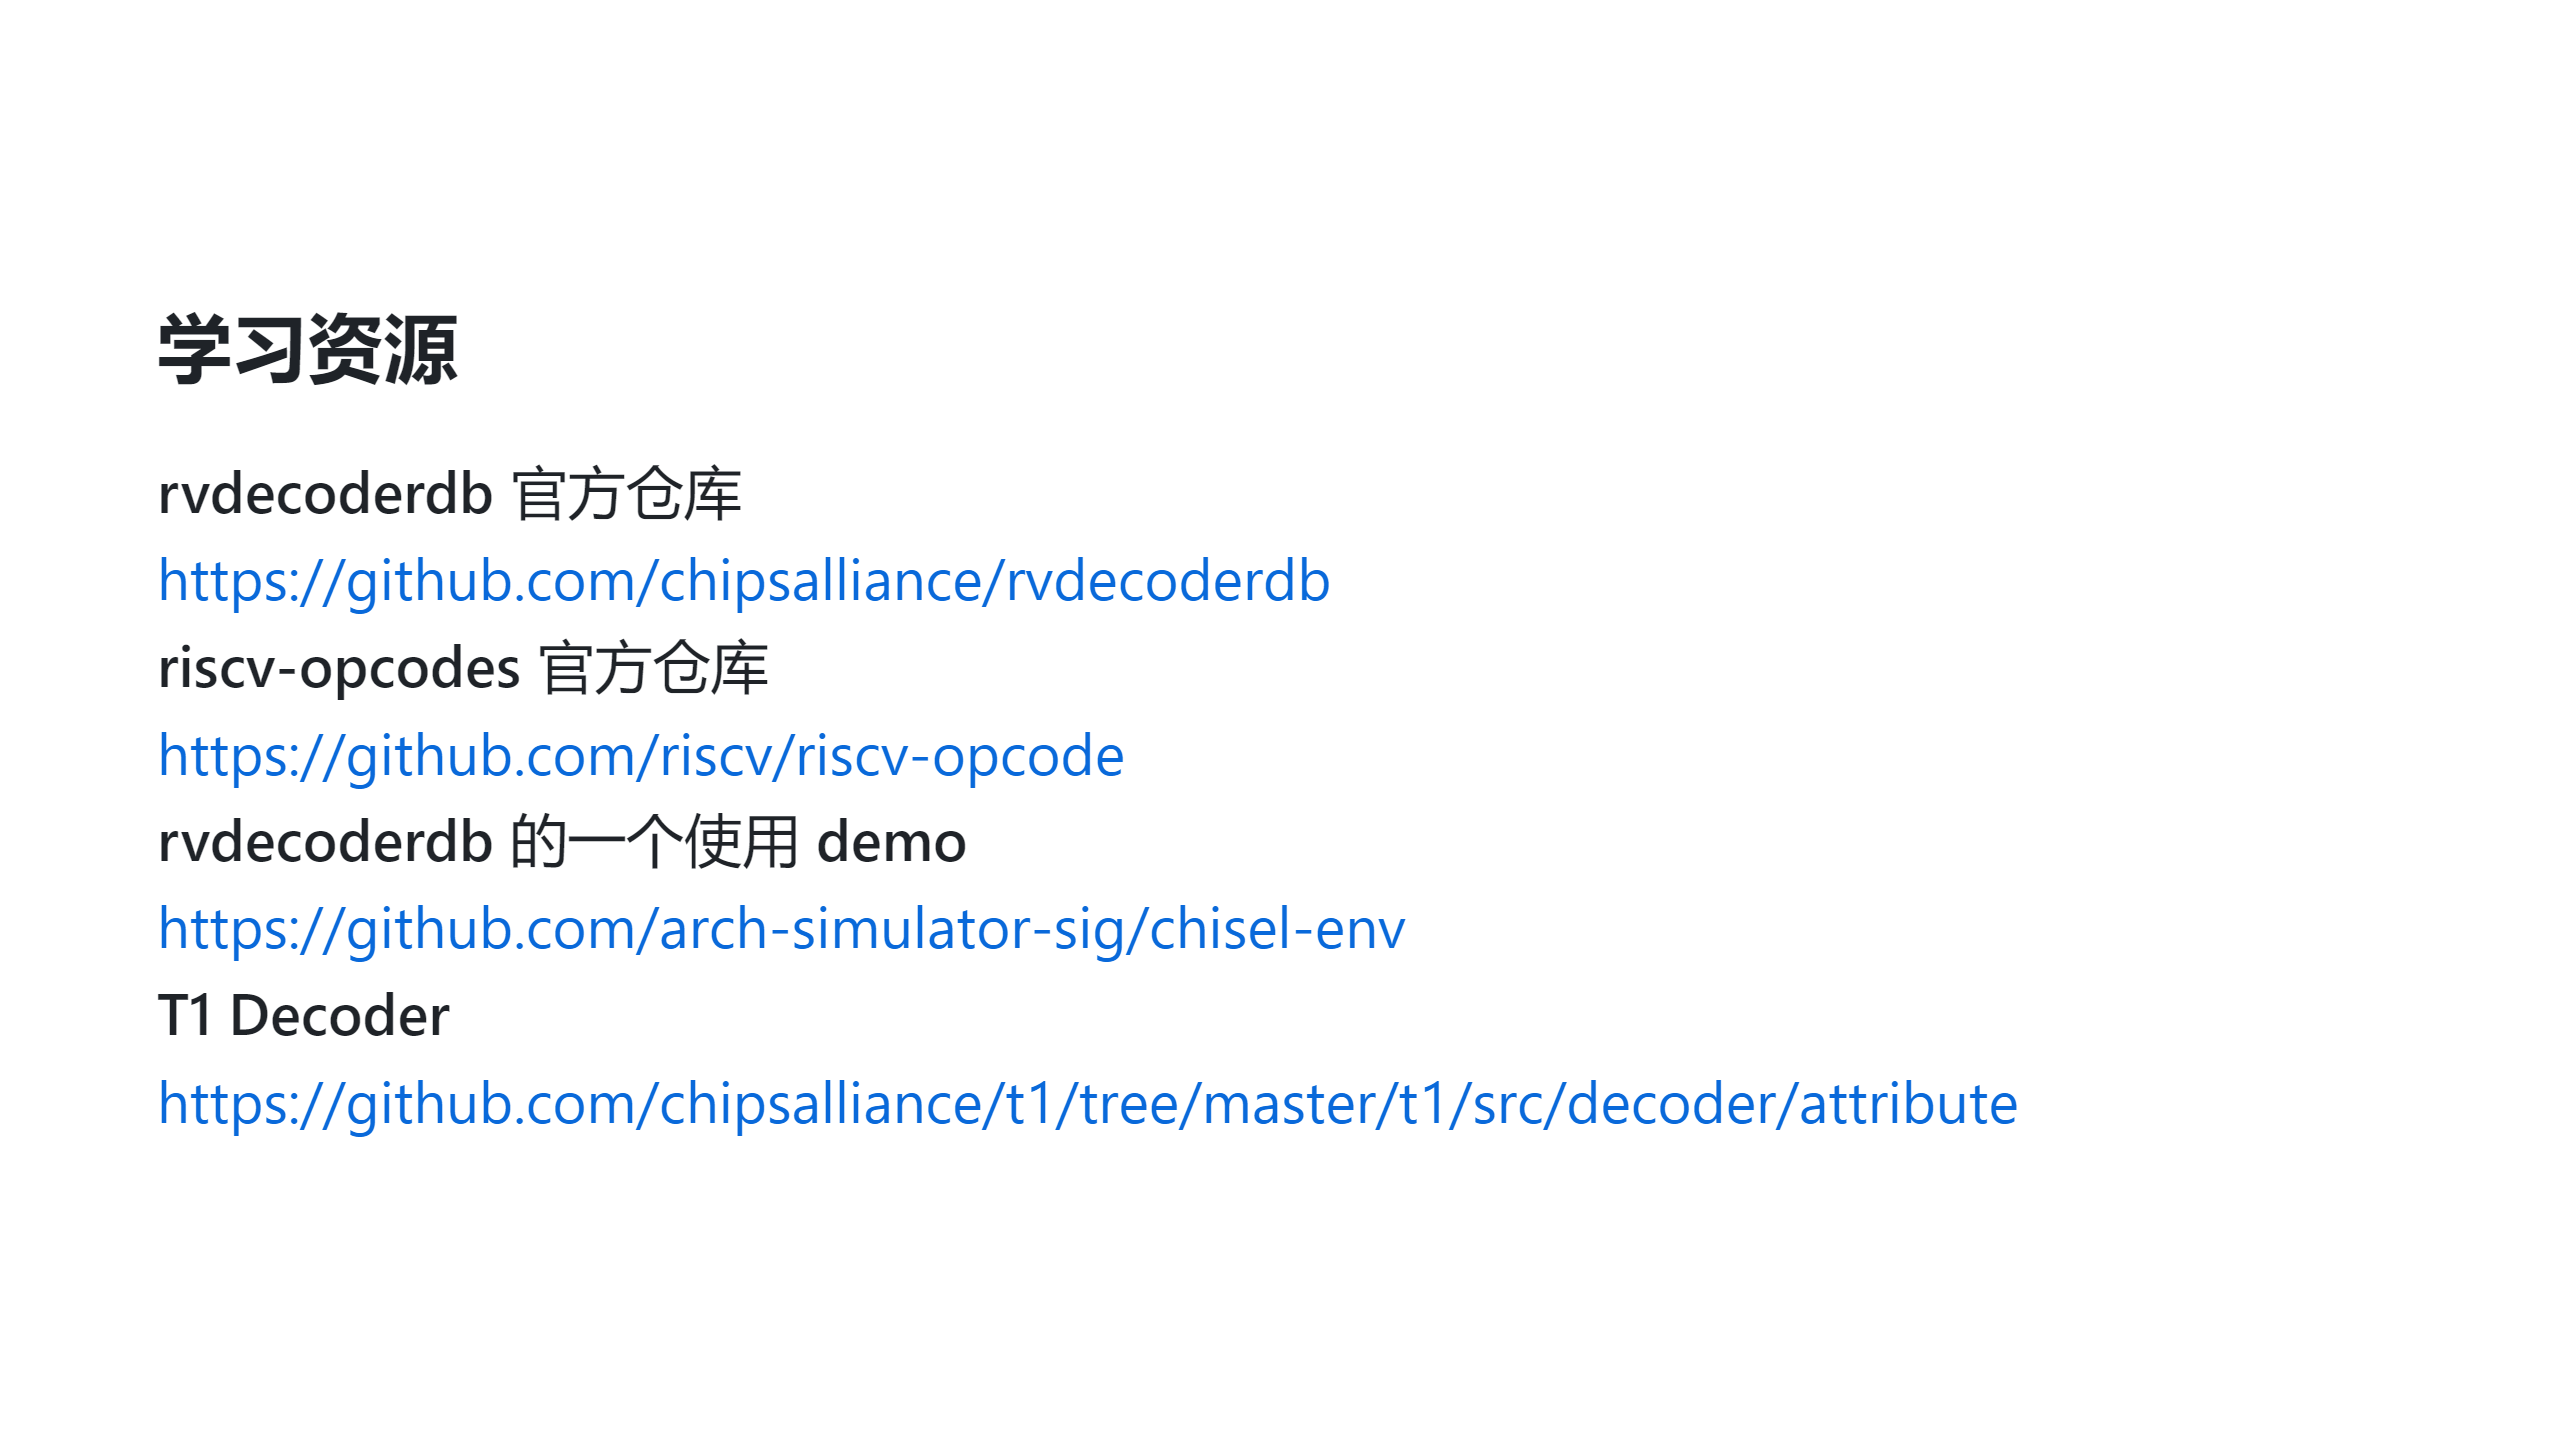 学习资源
rvdecoderdb 官方仓库
https://github.com/chipsalliance/rvdecoderdb
riscv-opcodes 官方仓库
https://github.com/riscv/riscv-opcode
rvdecoderdb 的一个使用 demo
https://github.com/arch-simulator-sig/chisel-env
T1 Decoder
https://github.com/chipsalliance/t1/tree/master/t1/src/decoder/attribute